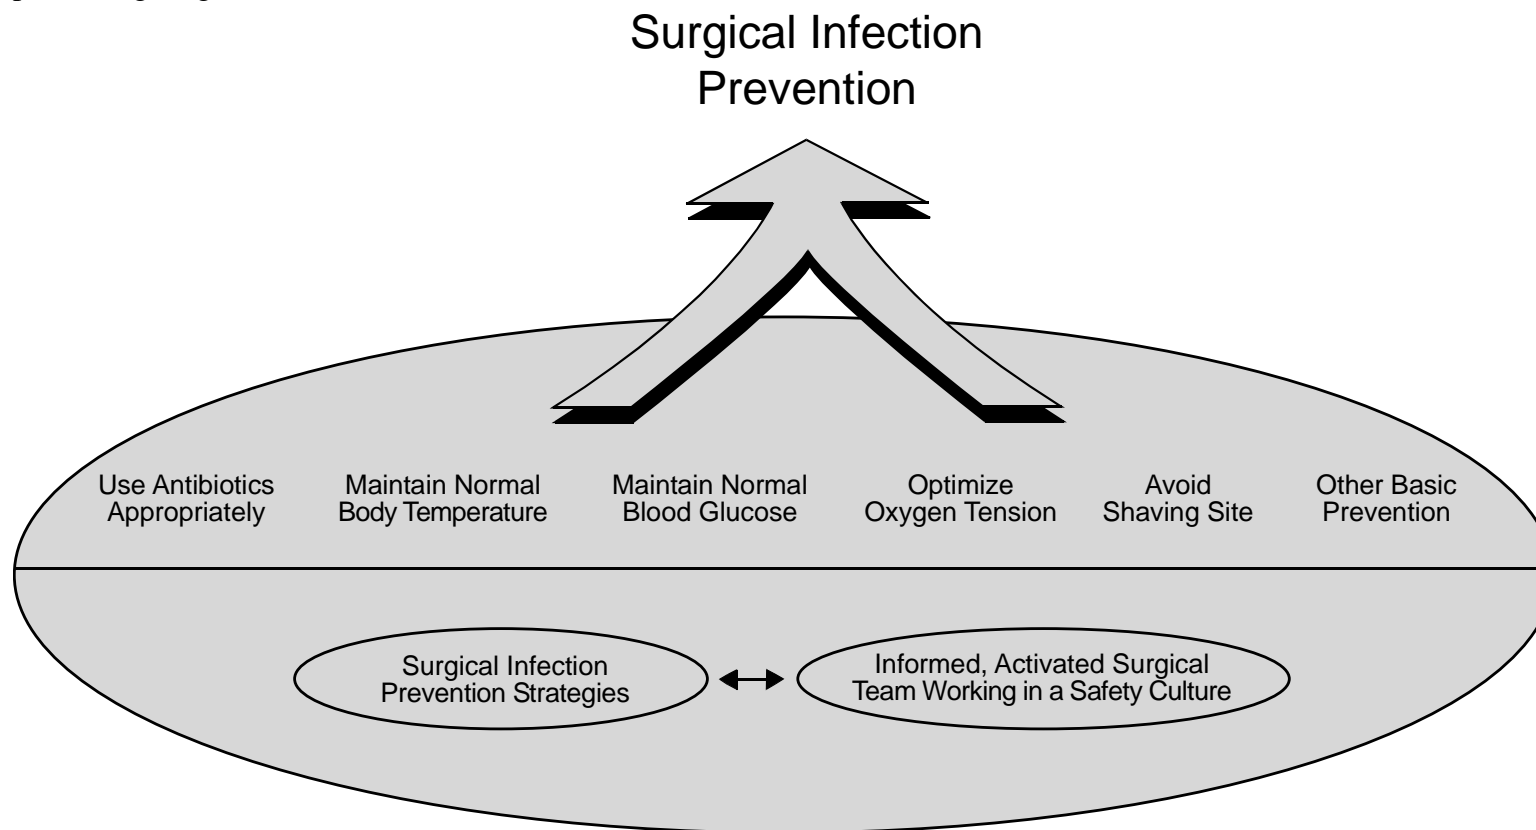 Surgical Infection
Prevention
Use Antibiotics
Appropriately
Maintain Normal
Body Temperature
Maintain Normal
Blood Glucose
Optimize
Oxygen Tension
Avoid
Shaving Site
Other Basic
Prevention
Surgical Infection
Prevention Strategies
Informed, Activated Surgical
Team Working in a Safety Culture